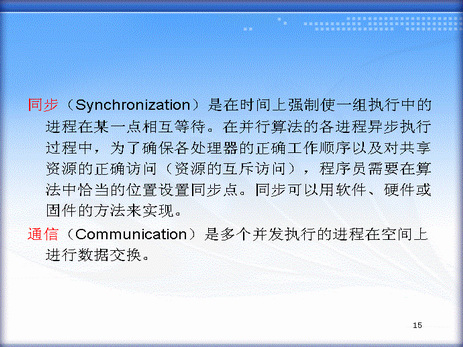 同步（Synchronization）是在时间上强制使一组执行中的
进程在某一点相互等待。在并行算法的各进程异步执行
过程中，为了确保各处理器的正确工作顺序以及对共享
资源的正确访问（资源的互斥访问），程序员需要在算
法中恰当的位置设置同步点。同步可以用软件、硬件或
固件的方法来实现。
通信（Communication）是多个并发执行的进程在空间上
进行数据交换。
15